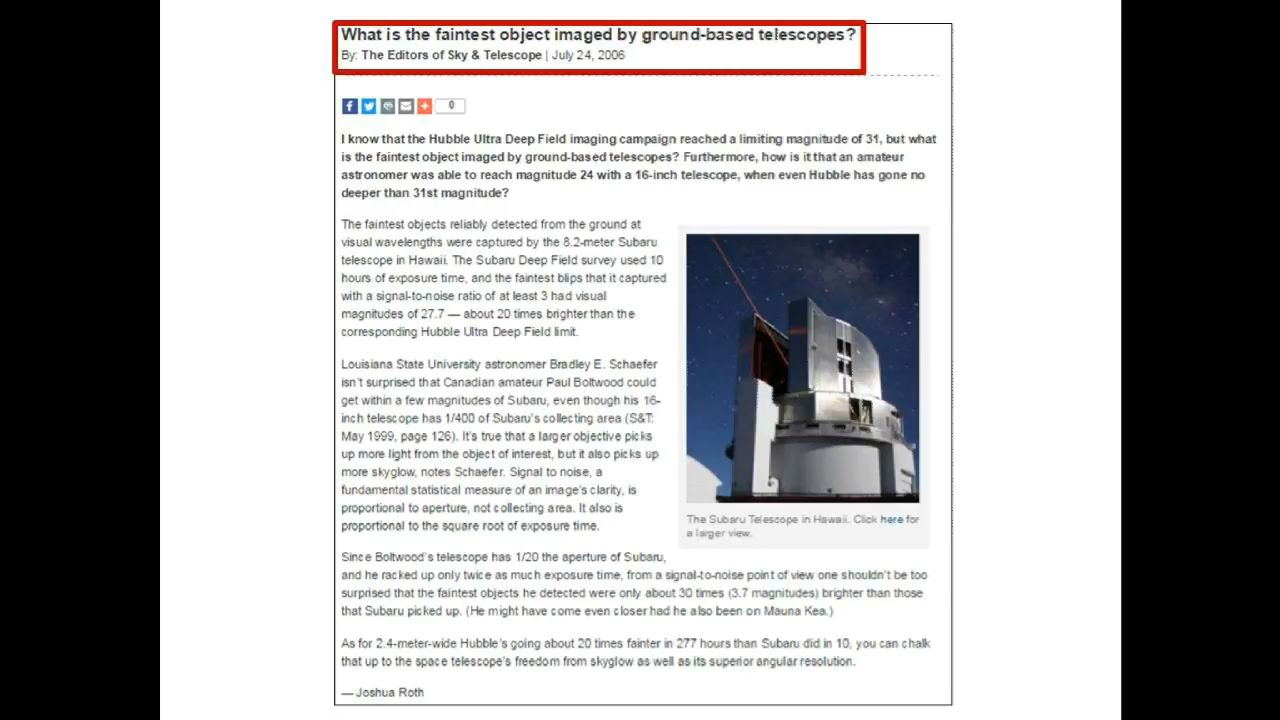 What is the faintest object imaged by ground-based telescopes?
By: The Editors of Sky & Telescope | July 24, 2006
0
I know that the Hubble Ultra Deep Field imaging campaign reached a limiting magnitude of 31, but what
is the faintest object imaged by ground-based telescopes? Furthermore, how is it that an amateur
astronomer was able to reach magnitude 24 with a 16-inch telescope, when even Hubble has gone no
deeper than 31st magnitude?
The faintest objects reliably detected from the ground at
visual wavelengths were captured by the 8.2-meter Subaru
telescope in Hawaii. The Subaru Deep Field survey used 10
hours of exposure time, and the faintest blips that it captured
with a signal-to-noise ratio of at least 3 had visual
magnitudes of 27.7 — about 20 times brighter than the
corresponding Hubble Ultra Deep Field limit.
Louisiana State University astronomer Bradley E. Schaefer
isn't surprised that Canadian amateur Paul Boltwood could
get within a few magnitudes of Subaru, even though his 16-
inch telescope has 1/400 of Subaru's collecting area (S&T:
May 1999, page 126). It's true that a larger objective picks
up more light from the object of interest, but it also picks up
more skyglow, notes Schaefer. Signal to noise, a
fundamental statistical measure of an image's clarity, is
proportional to aperture, not collecting area. It also is
proportional to the square root of exposure time.
The Subaru Telescope in Hawaii. Click here for
a larger view.
Since Boltwood's telescope has 1/20 the aperture of Subaru,
and he racked up only twice as much exposure time, from a signal-to-noise point of view one shouldn't be too
surprised that the faintest objects he detected were only about 30 times (3.7 magnitudes) brighter than those
that Subaru picked up. (He might have come even closer had he also been on Mauna Kea.)
As for 2.4-meter-wide Hubble's going about 20 times fainter in 277 hours than Subaru did in 10, you can chalk
that up to the space telescope's freedom from skyglow as well as its superior angular resolution.
— Joshua Roth